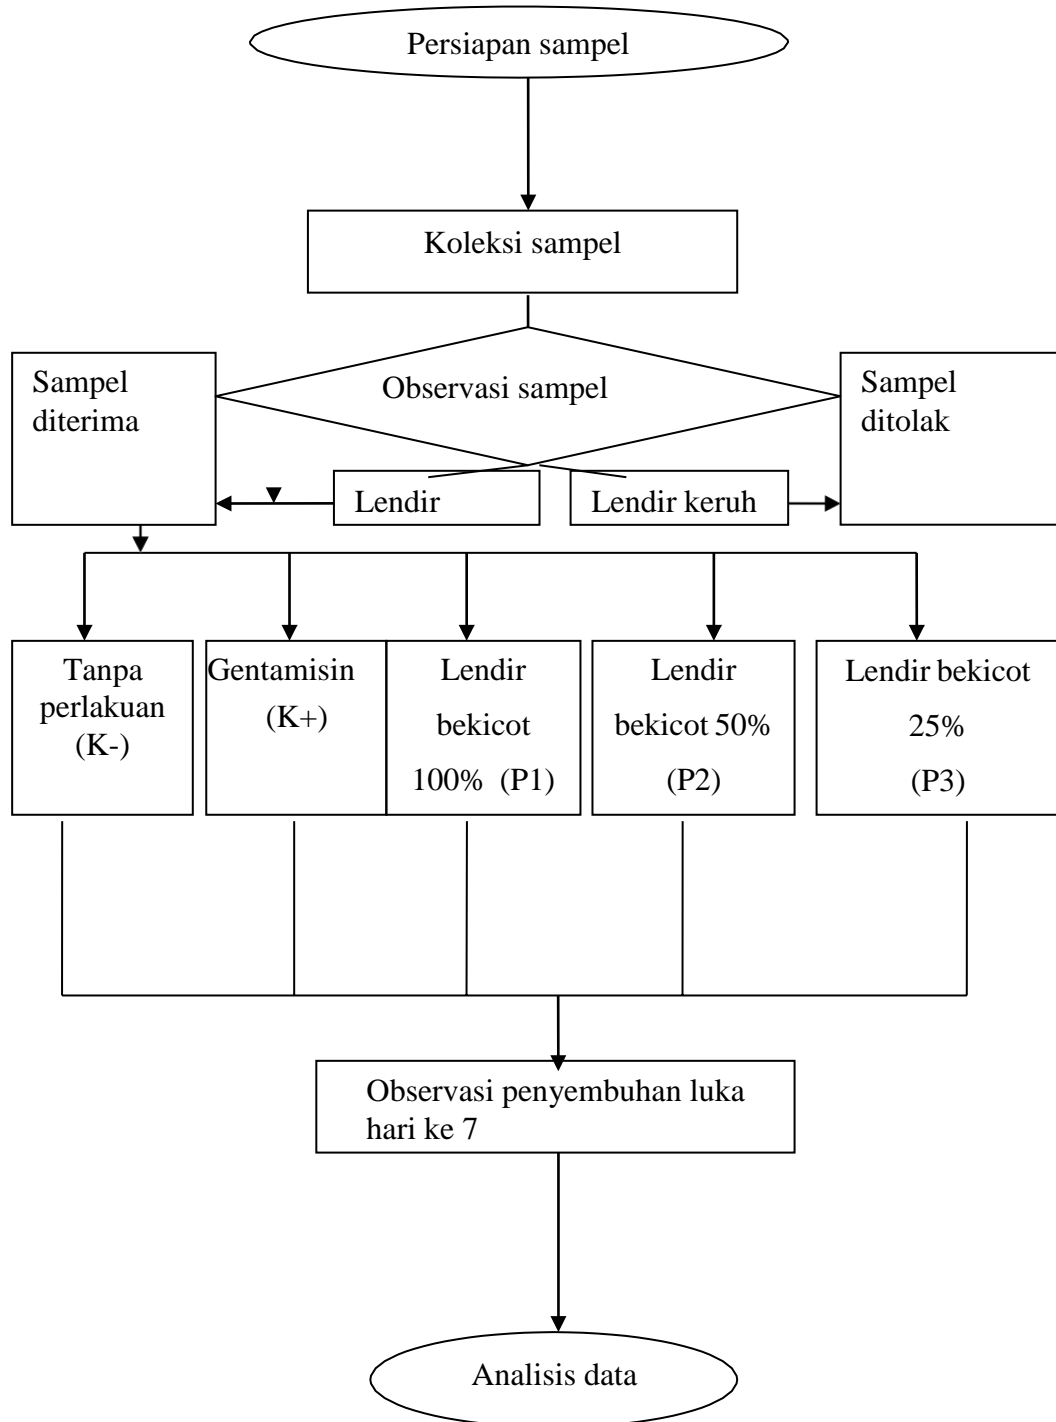 Persiapan sampel
Koleksi sampel
Observasi sampel
Sampel
diterima
Sampel
ditolak
Lendir
Lendir keruh
Tanpa
perlakuan
(K-)
Gentamisin
(K+)
Lendir
bekicot
100% (P1)
Lendir
bekicot 50%
(P2)
Lendir bekicot
25%
(P3)
Observasi penyembuhan luka
hari ke 7
Analisis data